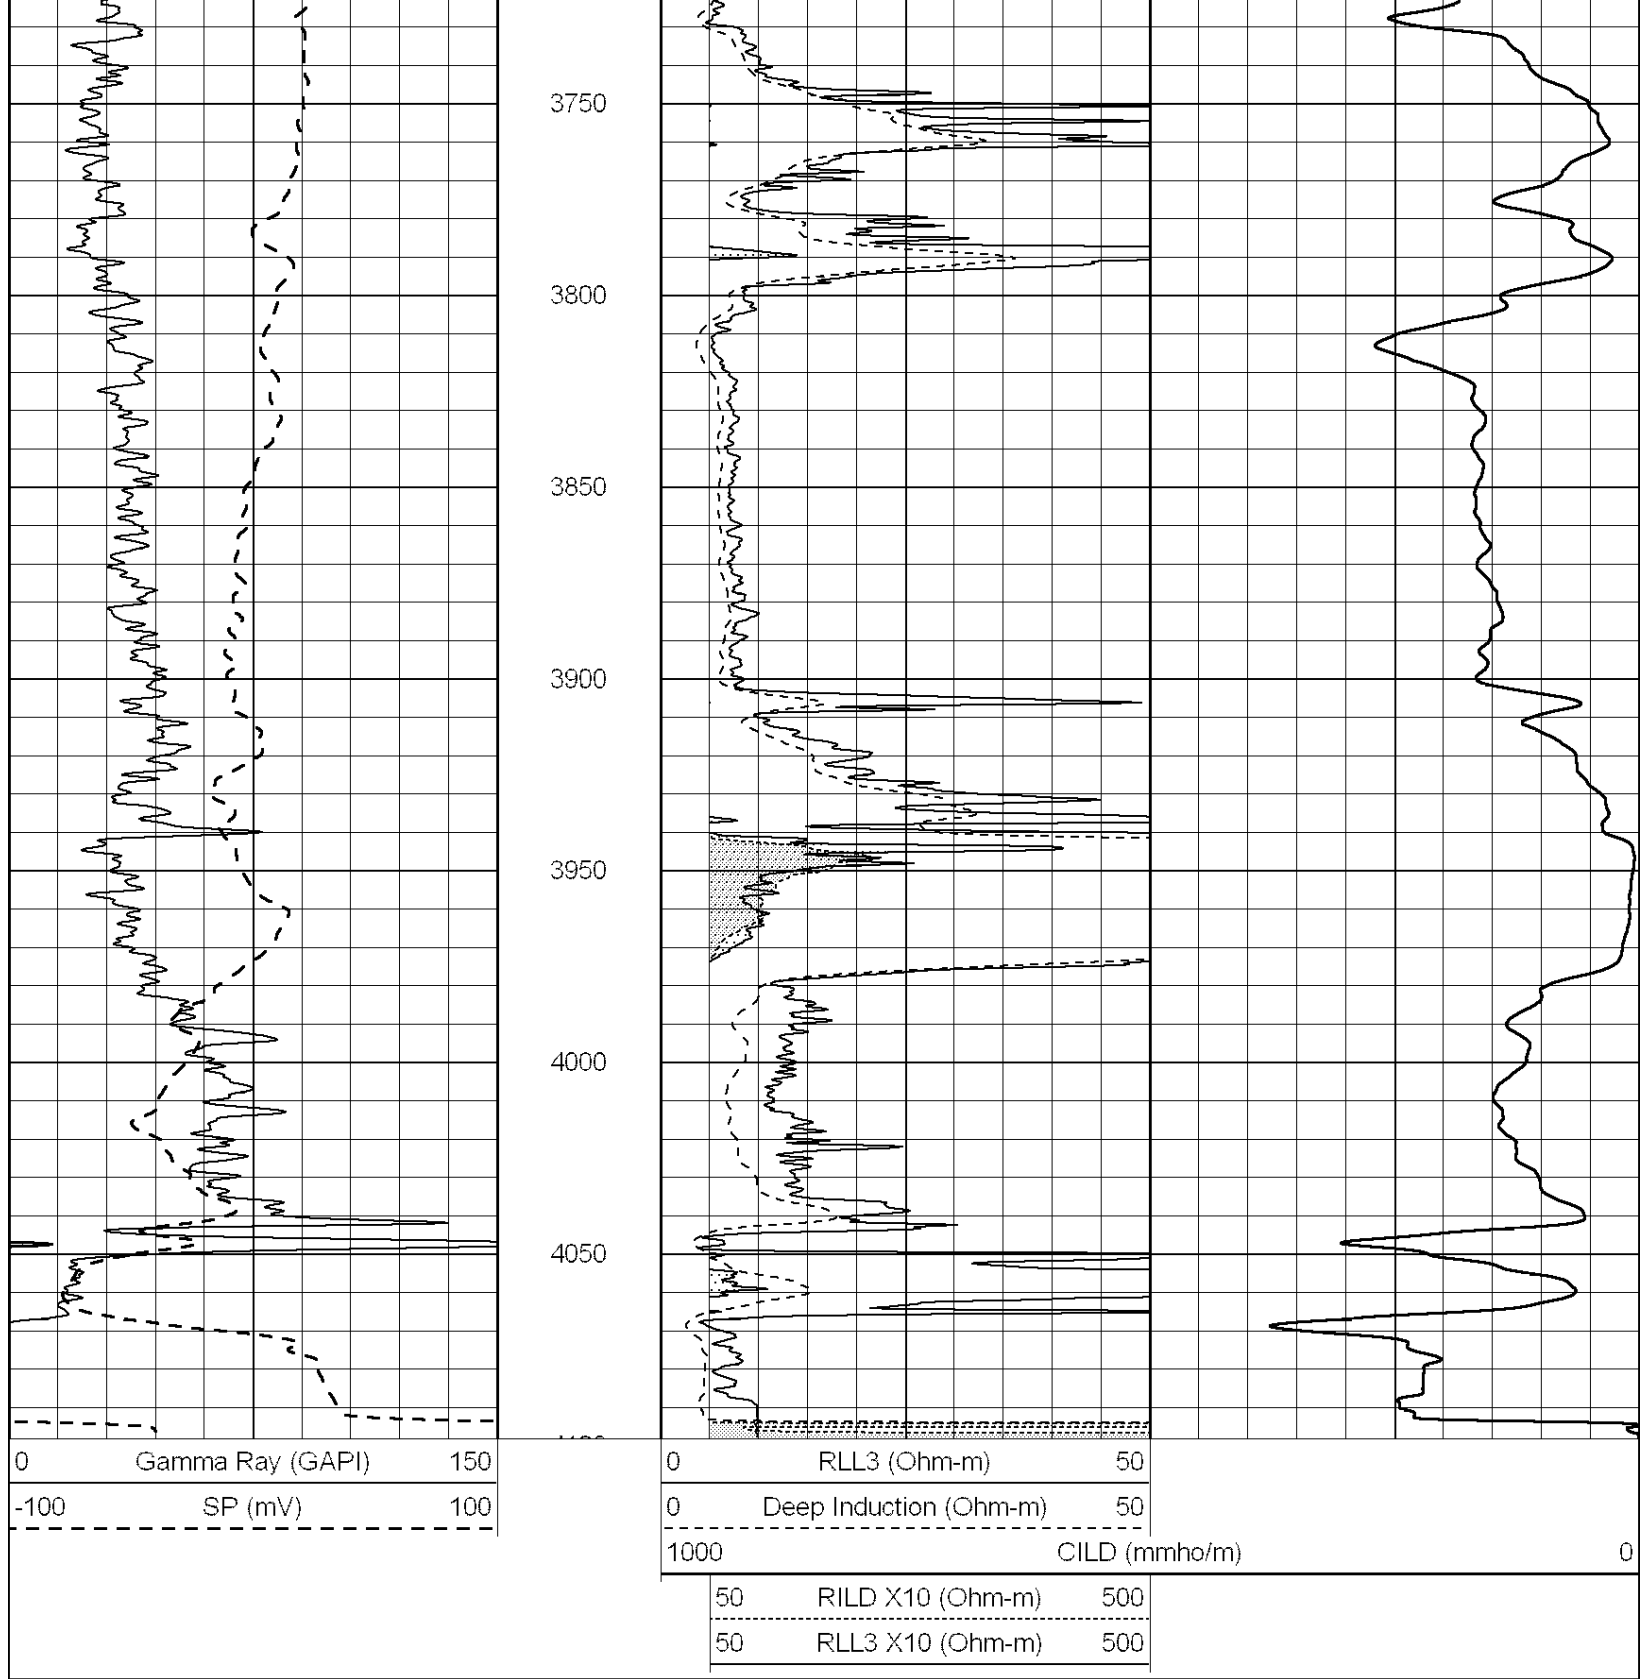 3750
3800
3850
3900
3950
4000
4050
0 Gamma Ray (GAPI) 150
-100 SP (mV) 100
0 RLL3 (Ohm-m) 50
0 Deep Induction (Ohm-m) 50
1000 CILD (mmho/m) 0
50 RILD X10 (Ohm-m) 500
50 RLL3 X10 (Ohm-m) 500